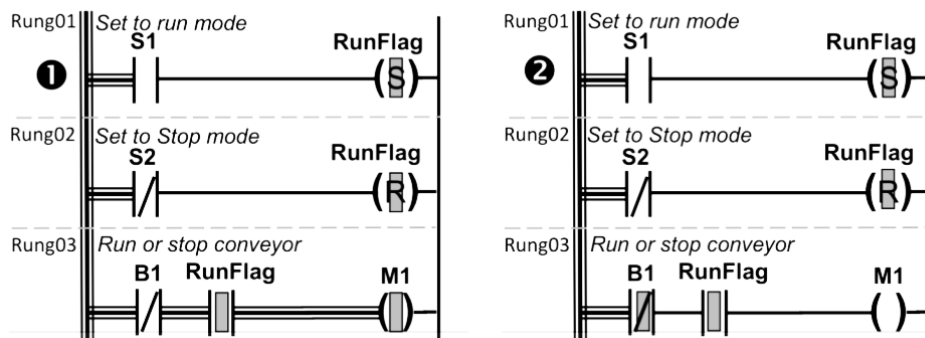 Rung01 Set to run mode
S1 RunFlag
❶ S
Rung02 Set to Stop mode
S2 RunFlag
R
Rung03 Run or stop conveyor
B1 RunFlag M1
Rung01 Set to run mode
S1 RunFlag
❷ S
Rung02 Set to Stop mode
S2 RunFlag
R
Rung03 Run or stop conveyor
B1 RunFlag M1